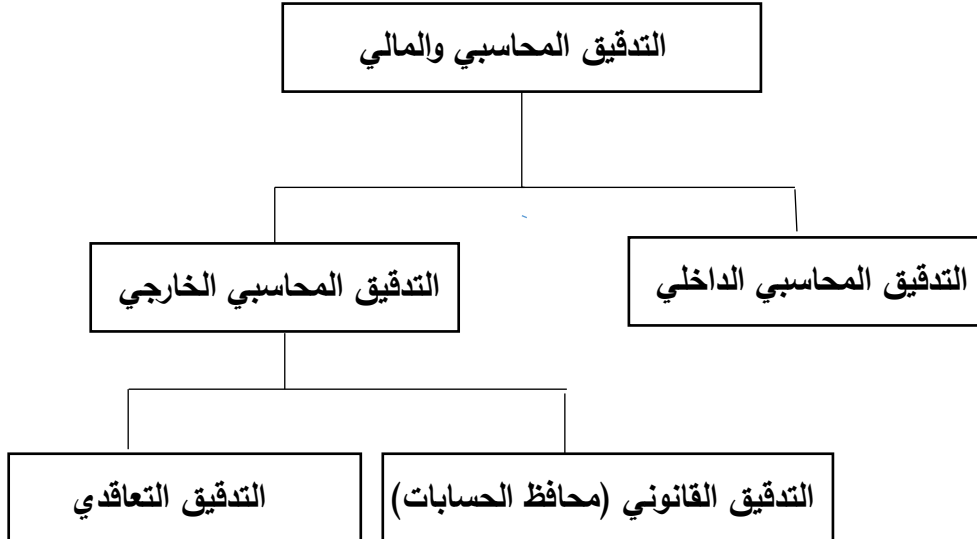 التدقيق المحاسبي والمالي
التدقيق المحاسبي الداخلي
التدقيق المحاسبي الخارجي
التدقيق القانوني (محافظ الحسابات)
التدقيق التعاقدي